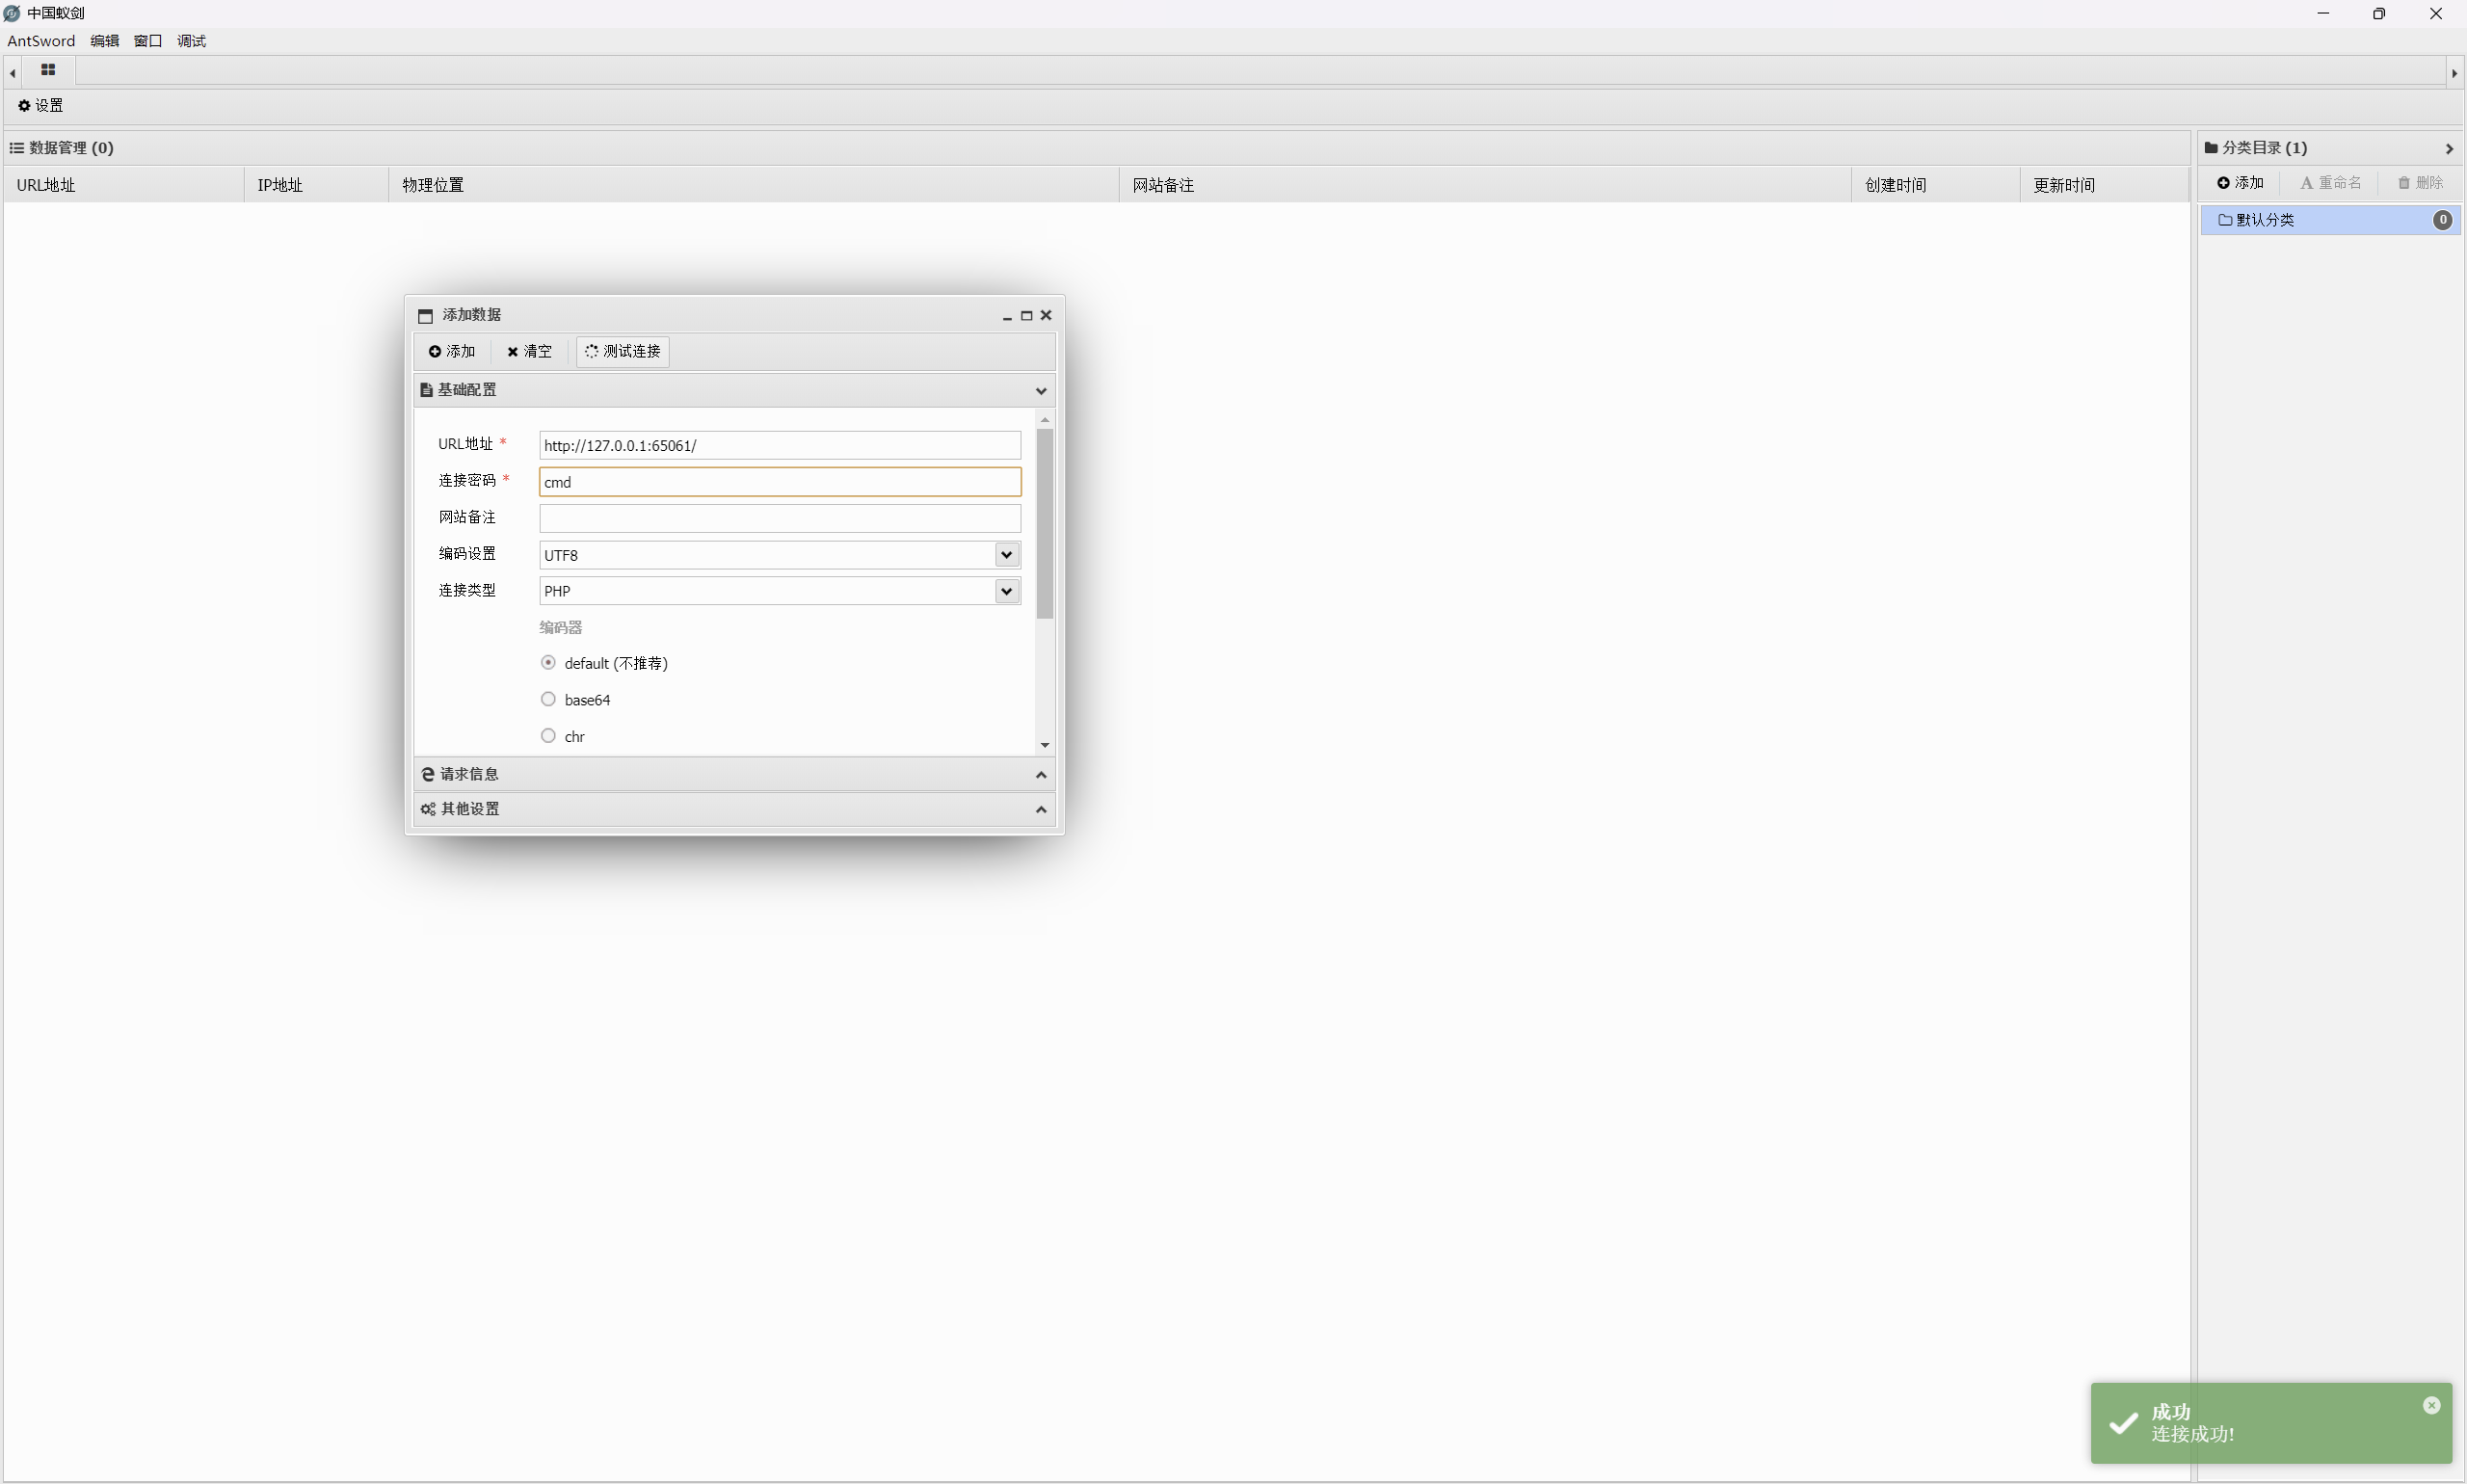 中国蚁剑
AntSword 编辑 窗口 调试
设置
数据管理 (0)
URL地址 IP地址 物理位置 网站备注 创建时间 更新时间
分类目录 (1)
添加 重命名 删除
默认分类 0
添加数据
添加 清空 测试连接
基础配置
URL地址 * http://127.0.0.1:65061/
连接密码 * cmd
网站备注
编码设置 UTF8
连接类型 PHP
编码器
default (不推荐)
base64
chr
请求信息
其他设置
成功
连接成功!